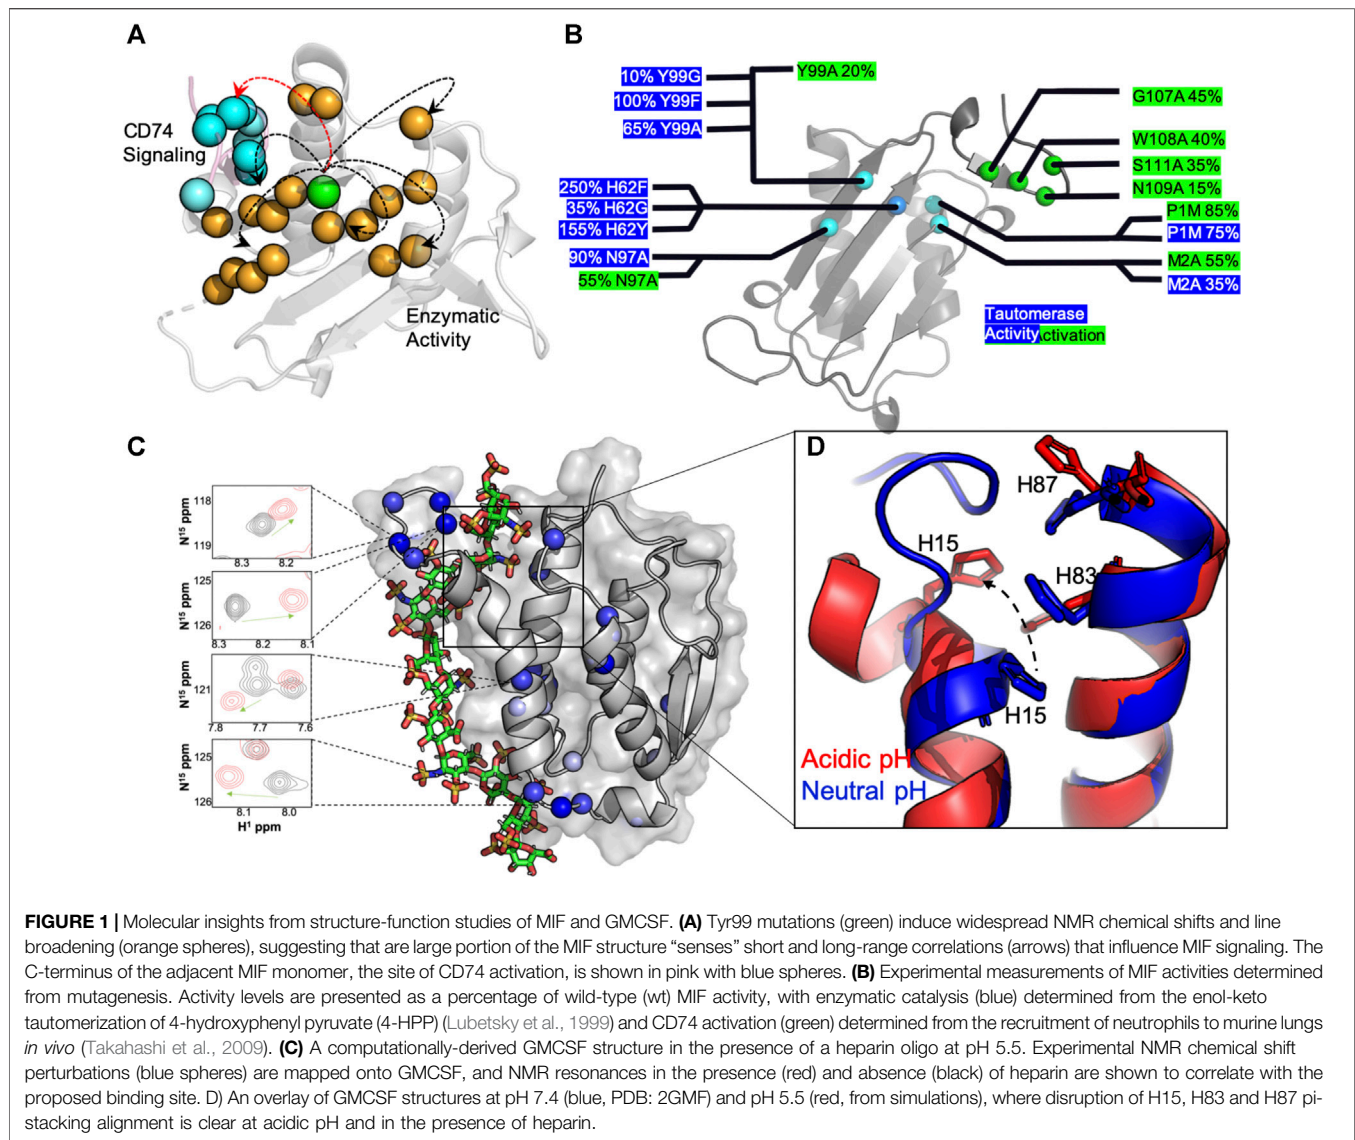 A
CD74
Signaling
Enzymatic
Activity
B
10% Y99G
100% Y99F
65% Y99A
Y99A 20%
250% H62F
35% H62G
155% H62Y
90% N97A
55% N97A
G107A 45%
W108A 40%
S111A 35%
N109A 15%
P1M 85%
P1M 75%
M2A 55%
M2A 35%
Tautomerase
Activity ctivation
C
N15 ppm
118
119
8.3 8.2
N15 ppm
125
126
8.3 8.2 8.1
N15 ppm
121
7.8 7.7 7.6
N15 ppm
125
126
8.1 8.0
H1 ppm
D
H87
H15
H83
H15
Acidic pH
Neutral pH
FIGURE 1 | Molecular insights from structure-function studies of MIF and GMCSF. (A) Tyr99 mutations (green) induce widespread NMR chemical shifts and line
broadening (orange spheres), suggesting that are large portion of the MIF structure “senses” short and long-range correlations (arrows) that influence MIF signaling. The
C-terminus of the adjacent MIF monomer, the site of CD74 activation, is shown in pink with blue spheres. (B) Experimental measurements of MIF activities determined
from mutagenesis. Activity levels are presented as a percentage of wild-type (wt) MIF activity, with enzymatic catalysis (blue) determined from the enol-keto
tautomerization of 4-hydroxyphenyl pyruvate (4-HPP) (Lubetsky et al., 1999) and CD74 activation (green) determined from the recruitment of neutrophils to murine lungs
in vivo (Takahashi et al., 2009). (C) A computationally-derived GMCSF structure in the presence of a heparin oligo at pH 5.5. Experimental NMR chemical shift
perturbations (blue spheres) are mapped onto GMCSF, and NMR resonances in the presence (red) and absence (black) of heparin are shown to correlate with the
proposed binding site. D) An overlay of GMCSF structures at pH 7.4 (blue, PDB: 2GMF) and pH 5.5 (red, from simulations), where disruption of H15, H83 and H87 pi-
stacking alignment is clear at acidic pH and in the presence of heparin.